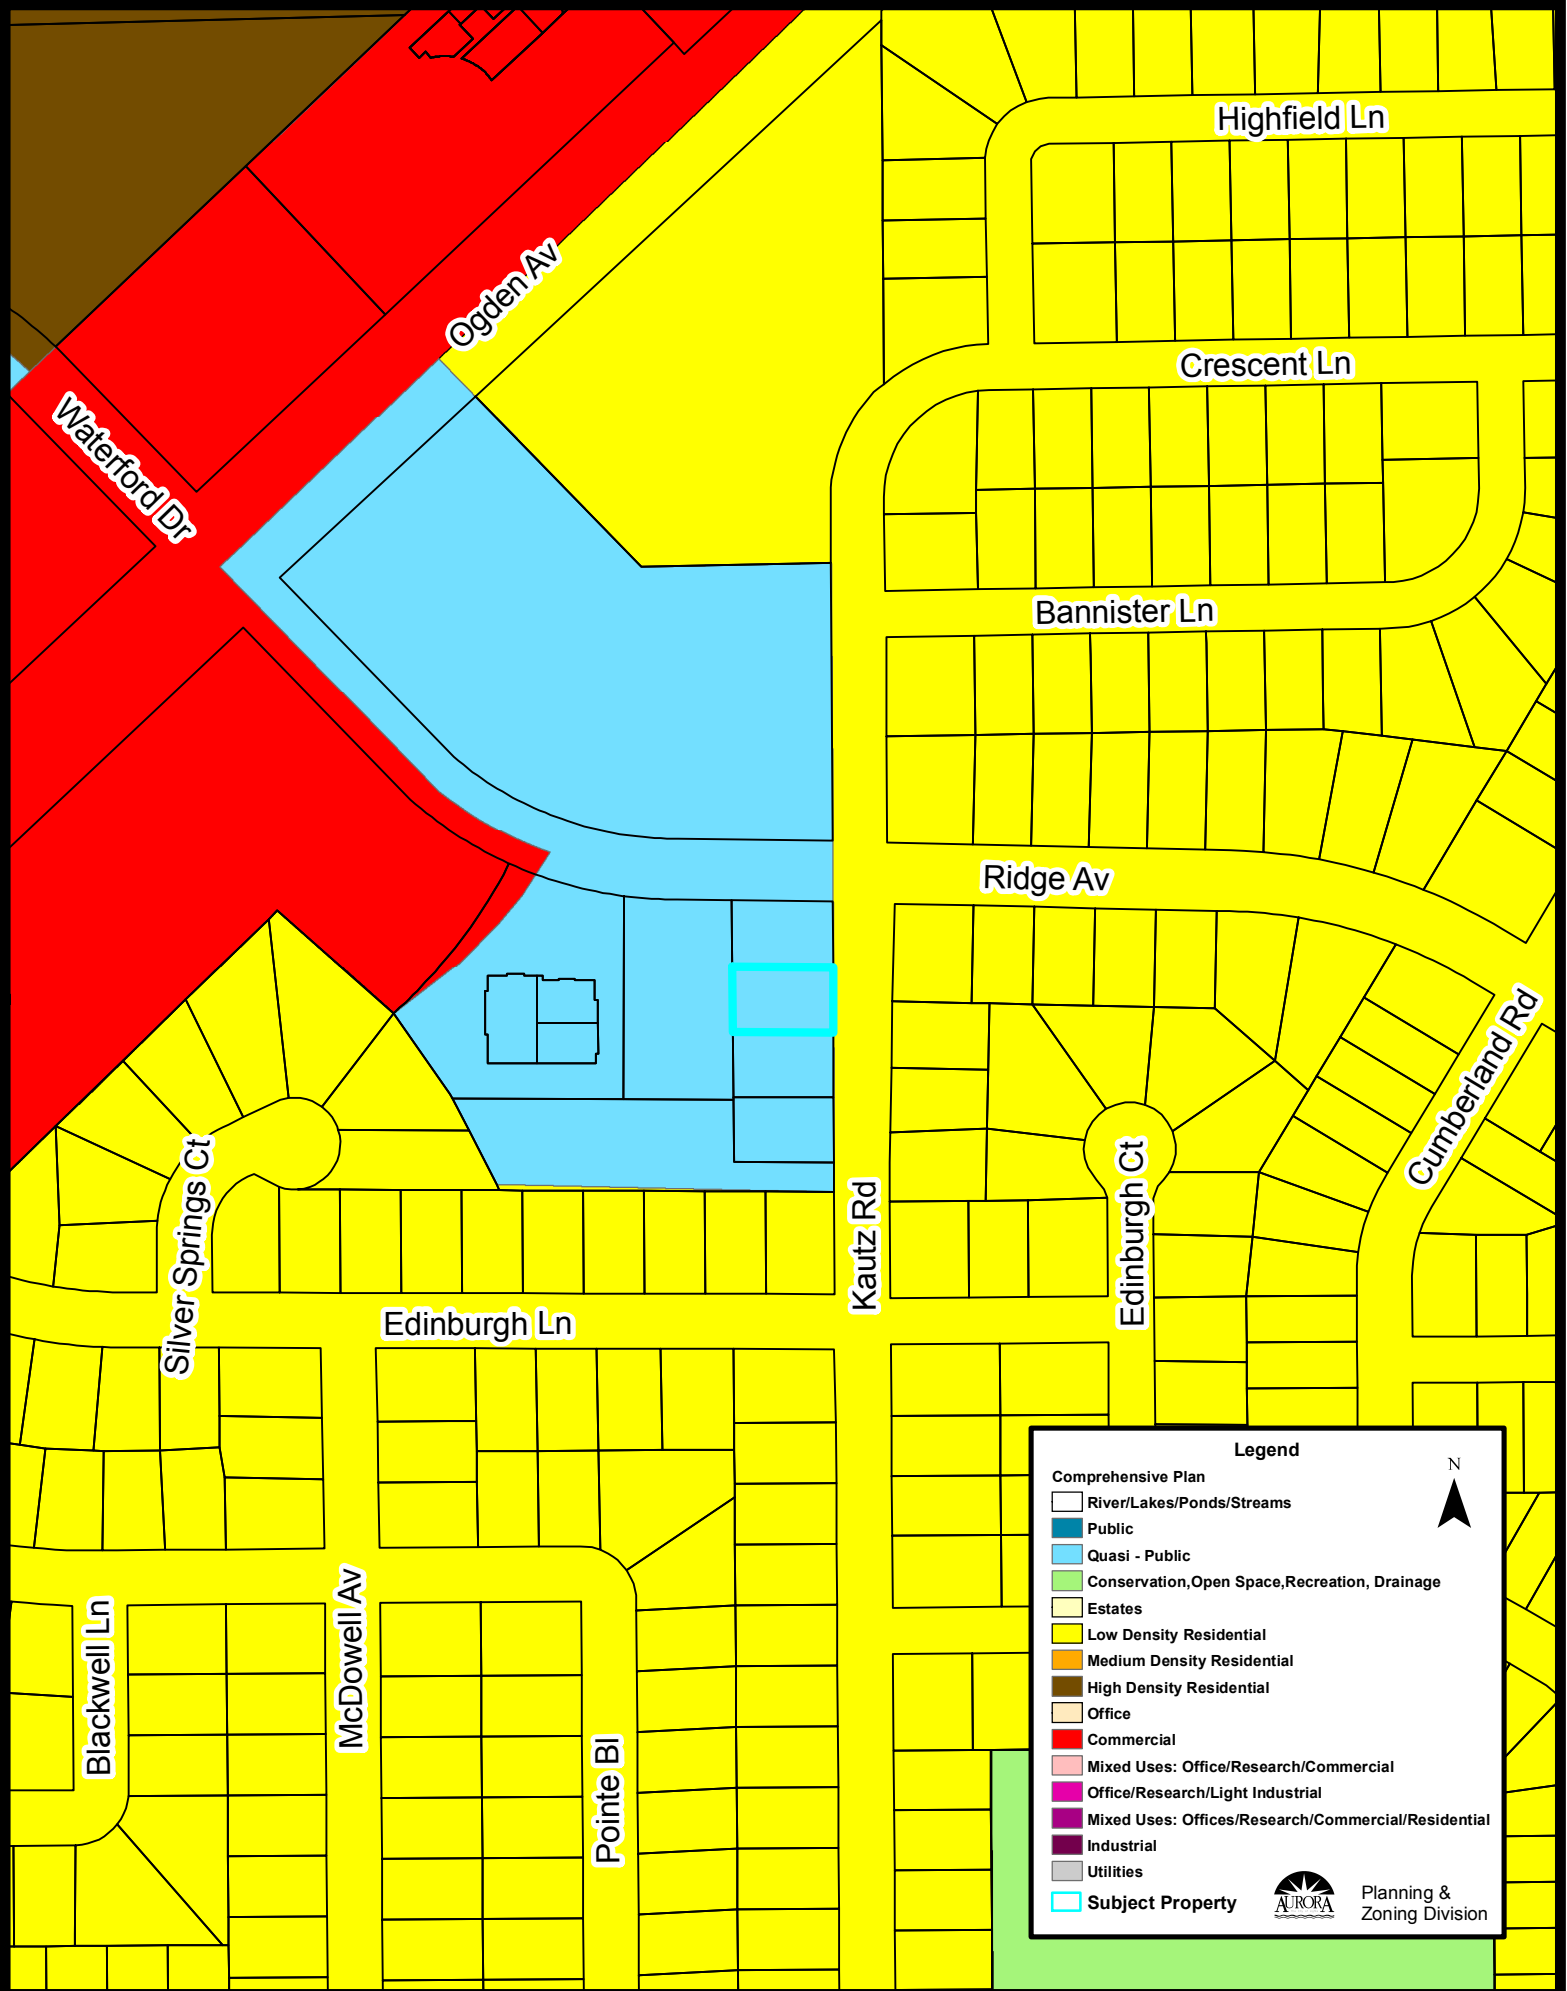 Highfield Ln
Ogden Av
Crescent Ln
Waterford Dr
Bannister Ln
Ridge Av
Cumberland Rd
Silver Springs Ct
Kautz Rd
Edinburgh Ct
Edinburgh Ln
McDowell Av
Blackwell Ln
Pointe Bl
Legend
N
Comprehensive Plan
River/Lakes/Ponds/Streams
Public
Quasi - Public
Conservation,Open Space,Recreation, Drainage
Estates
Low Density Residential
Medium Density Residential
High Density Residential
Office
Commercial
Mixed Uses: Office/Research/Commercial
Office/Research/Light Industrial
Mixed Uses: Offices/Research/Commercial/Residential
Industrial
Utilities
Subject Property
AURORA
Planning &
Zoning Division